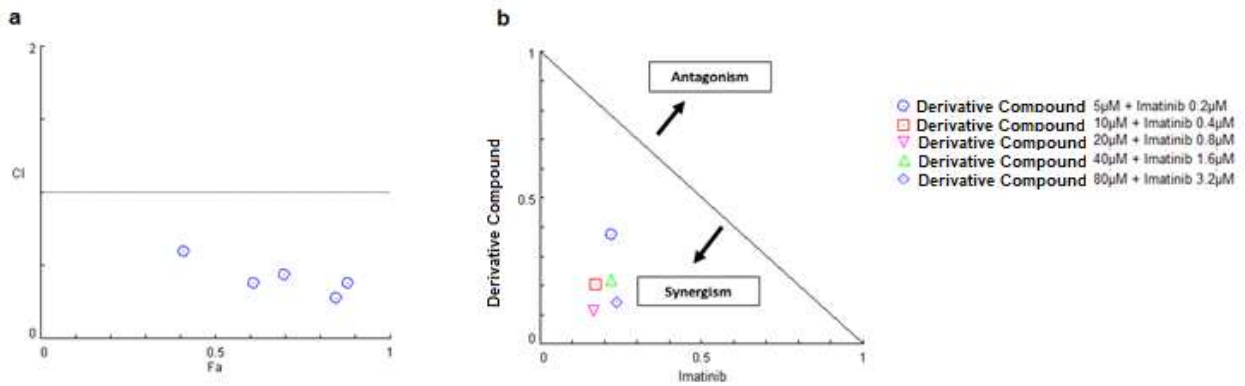 a
2
CI
0
0
0.5
1
Fa
b
1
Antagonism
Derivative Compound
0.5
Synergism
0
0
0.5
1
Imatinib
Derivative Compound 5µM + Imatinib 0.2µM
Derivative Compound 10µM + Imatinib 0.4µM
Derivative Compound 20µM + Imatinib 0.8µM
Derivative Compound 40µM + Imatinib 1.6µM
Derivative Compound 80µM + Imatinib 3.2µM